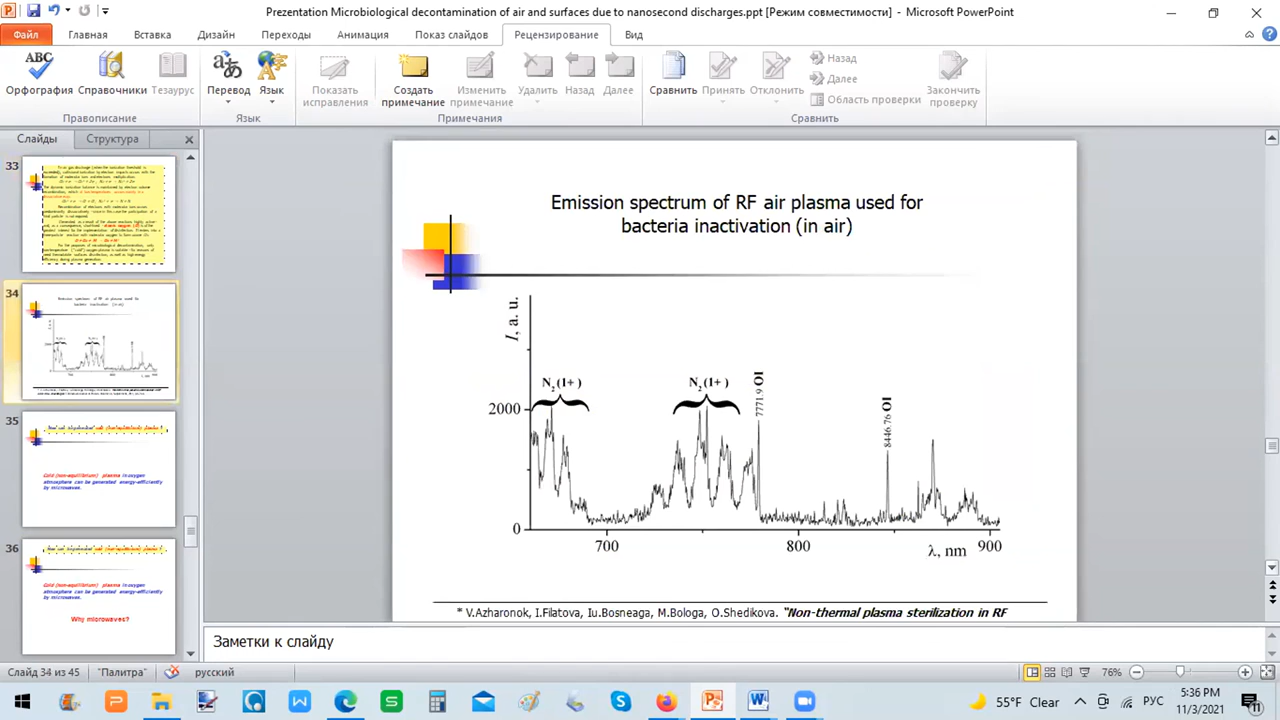 Prezentation Microbiological decontamination of air and surfaces due to nanosecond discharges.ppt [Режим совместимости] - Microsoft PowerPoint
Файл Главная Вставка Дизайн Переходы Анимация Показ слайдов Рецензирование Вид
ABC
Орфография Справочники Тезаурус
Правописание
Перевод Язык
Язык
Показать исправления
Создать примечание
Изменить примечание
Удалить Назад Далее
Примечания
Сравнить Принять Отклонить
Назад
Далее
Область проверки
Закончить проверку
Сравнить
Слайды Структура
33
34
35
Cold (non-equilibrium) plasma in oxygen
atmosphere can be generated energy-efficiently
by microwaves.
36
Cold (non-equilibrium) plasma in oxygen
atmosphere can be generated energy-efficiently
by microwaves.
Why microwaves?
Emission spectrum of RF air plasma used for
bacteria inactivation (in air)
I, a. u.
N2(1+) N2(1+)
7771.9 OI
8446.76 OI
2000
0
700 800 λ, nm 900
* V.Azharonok, I.Filatova, Iu.Bosneaga, M.Bologa, O.Shedikova. "Non-thermal plasma sterilization in RF
Заметки к слайду
Слайд 34 из 45 "Палитра" русский 76%
55°F Clear РУС 5:36 PM
11/3/2021